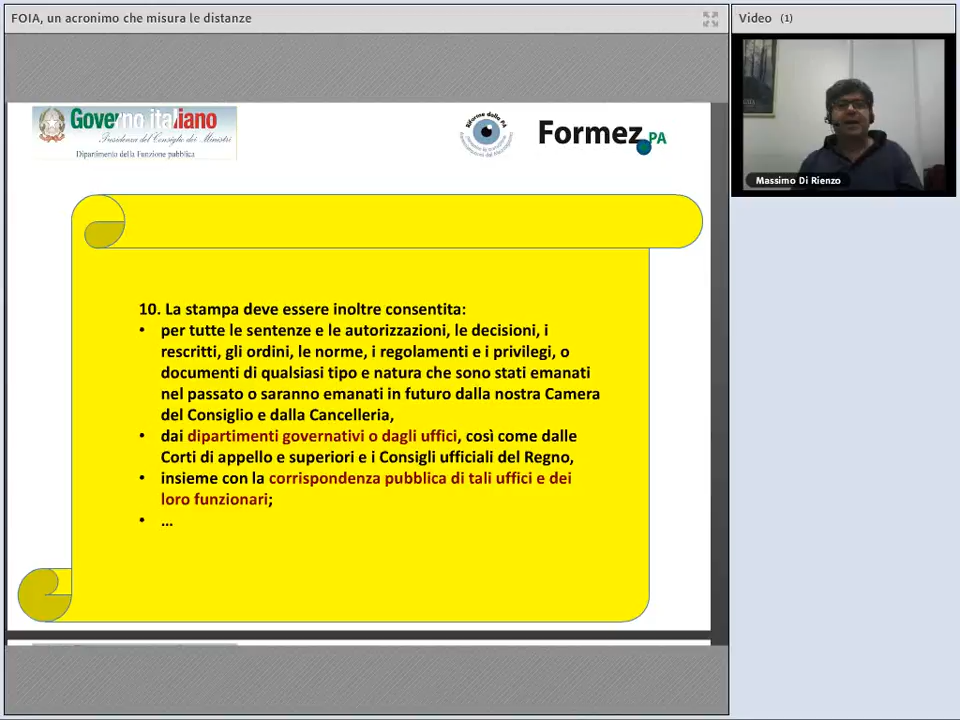 FOIA, un acronimo che misura le distanze
Video (1)
Governo italiano
Presidenza del Consiglio dei Ministri
Dipartimento della Funzione pubblica
Riforme della PA
Formez PA
Massimo Di Rienzo
10. La stampa deve essere inoltre consentita:
• per tutte le sentenze e le autorizzazioni, le decisioni, i
rescritti, gli ordini, le norme, i regolamenti e i privilegi, o
documenti di qualsiasi tipo e natura che sono stati emanati
nel passato o saranno emanati in futuro dalla nostra Camera
del Consiglio e dalla Cancelleria,
• dai dipartimenti governativi o dagli uffici, così come dalle
Corti di appello e superiori e i Consigli ufficiali del Regno,
• insieme con la corrispondenza pubblica di tali uffici e dei
loro funzionari;
• ...